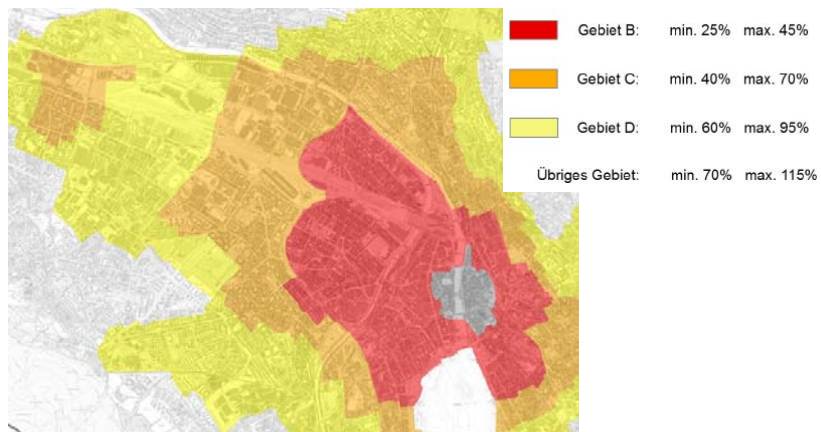 Gebiet B: min. 25% max. 45%
Gebiet C: min. 40% max. 70%
Gebiet D: min. 60% max. 95%
Übriges Gebiet: min. 70% max. 115%